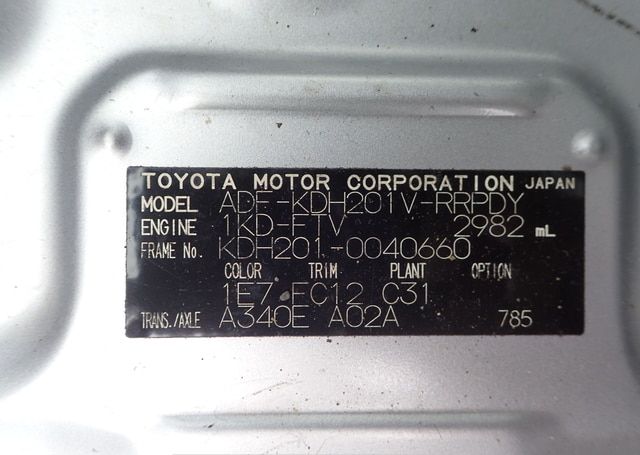 TOYOTA MOTOR CORPORATION JAPAN
MODEL ADF-KDH201V-RRPDY
ENGINE 1KD-FTV 2982 mL
FRAME No. KDH201-0040660
COLOR TRIM PLANT OPTION
1E7 EC12 C31
TRANS./AXLE A340E A02A 785